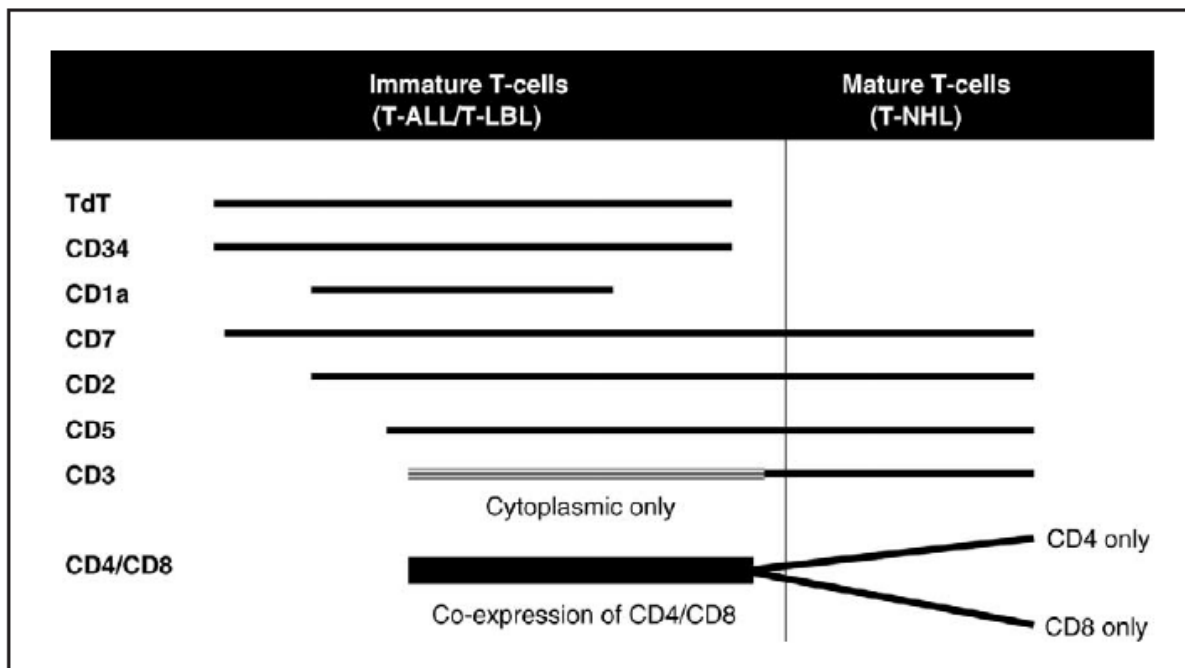 Immature T-cells
(T-ALL/T-LBL)
Mature T-cells
(T-NHL)
TdT
CD34
CD1a
CD7
CD2
CD5
CD3
Cytoplasmic only
CD4 only
CD4/CD8
Co-expression of CD4/CD8
CD8 only